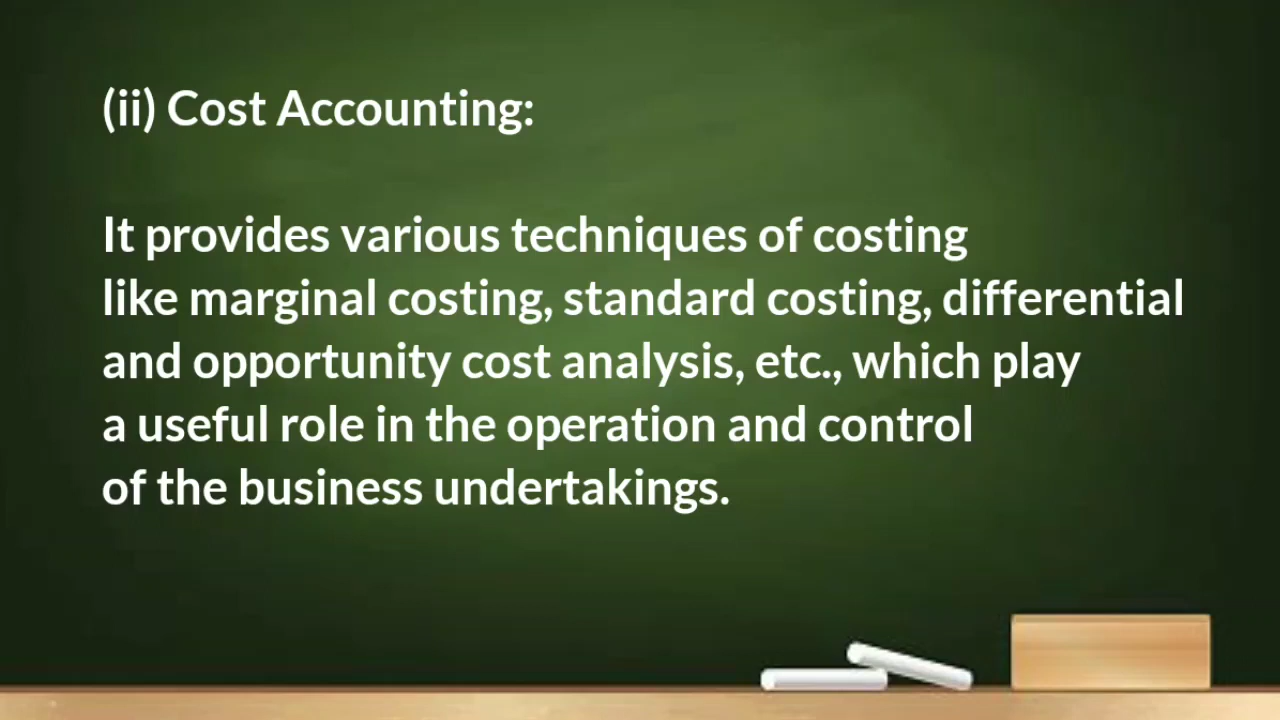 (ii) Cost Accounting:
It provides various techniques of costing
like marginal costing, standard costing, differential
and opportunity cost analysis, etc., which play
a useful role in the operation and control
of the business undertakings.